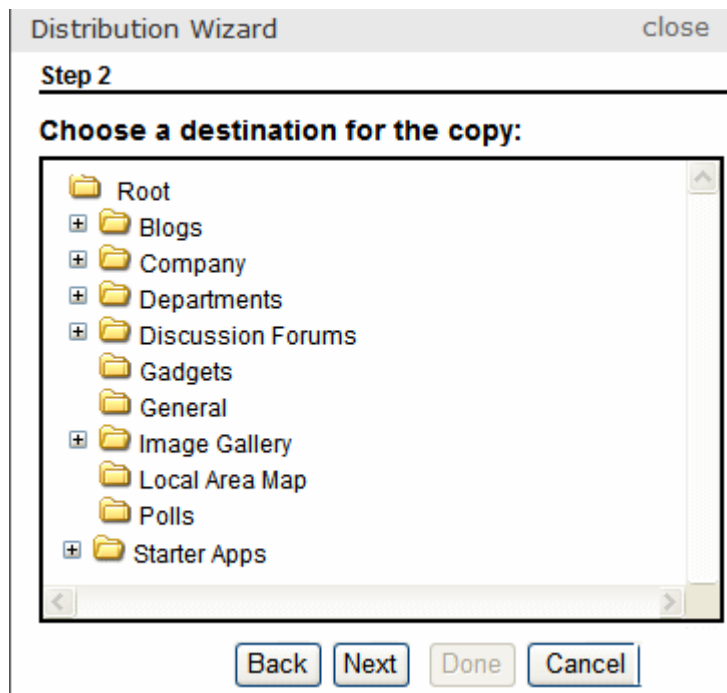 Distribution Wizard close
Step 2
Choose a destination for the copy:
Root
Blogs
Company
Departments
Discussion Forums
Gadgets
General
Image Gallery
Local Area Map
Polls
Starter Apps
Back Next Done Cancel